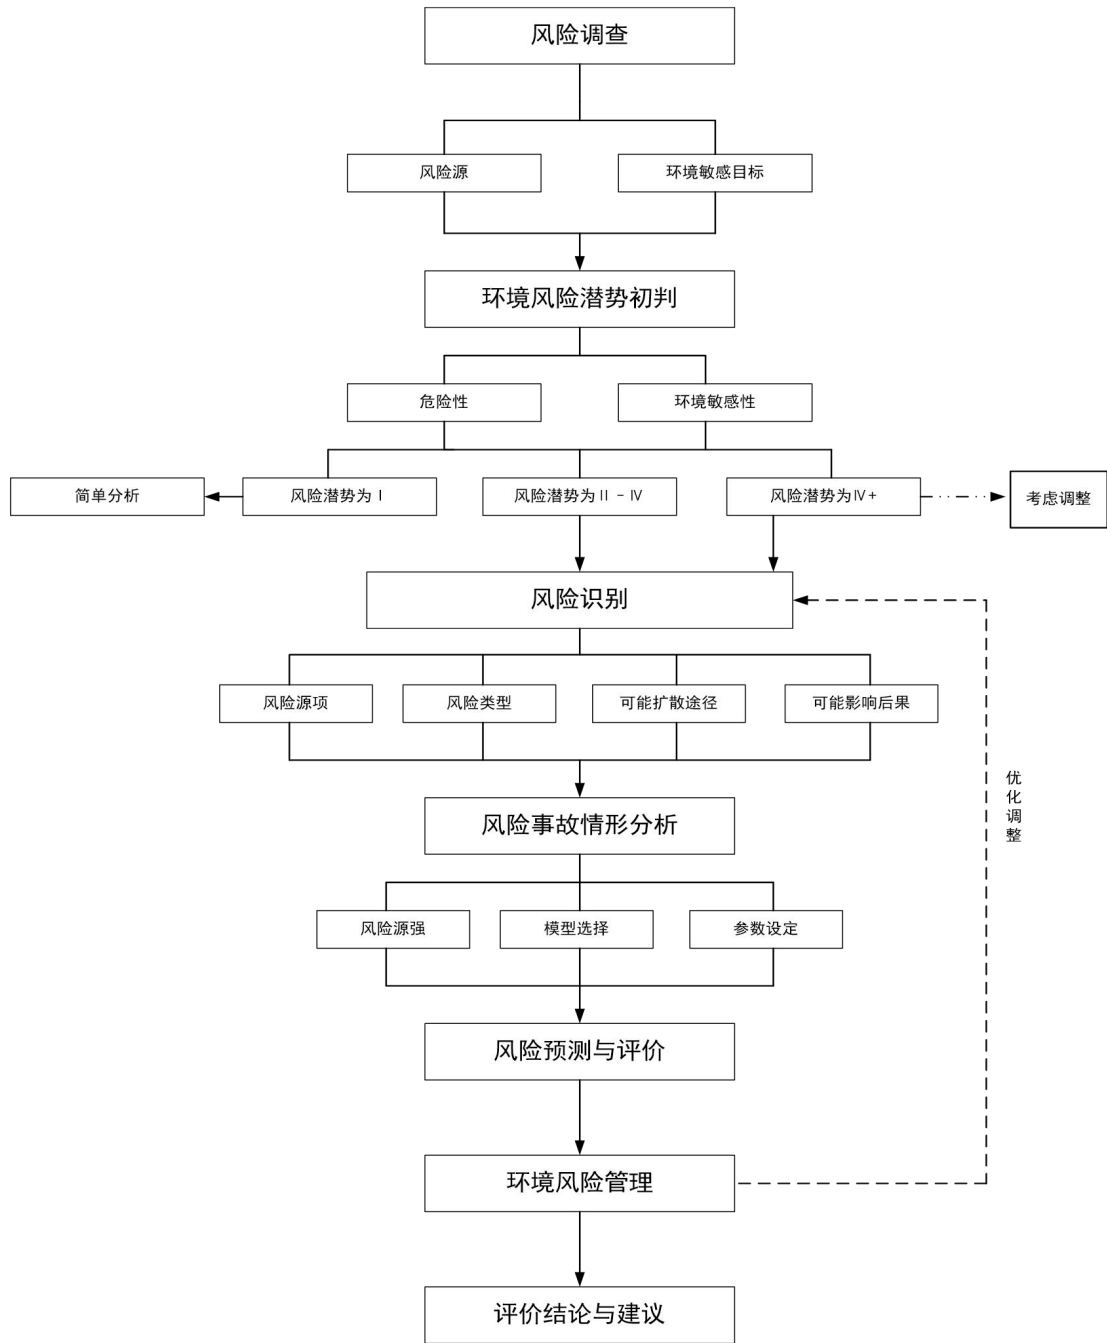 风险调查
风险源
环境敏感目标
环境风险潜势初判
危险性
环境敏感性
简单分析
风险潜势为Ⅰ
风险潜势为ⅠⅠ-Ⅳ
风险潜势为Ⅳ+
考虑调整
风险识别
风险源项
风险类型
可能扩散途径
可能影响后果
风险事故情形分析
优
化
调
整
风险源强
模型选择
参数设定
风险预测与评价
环境风险管理
评价结论与建议